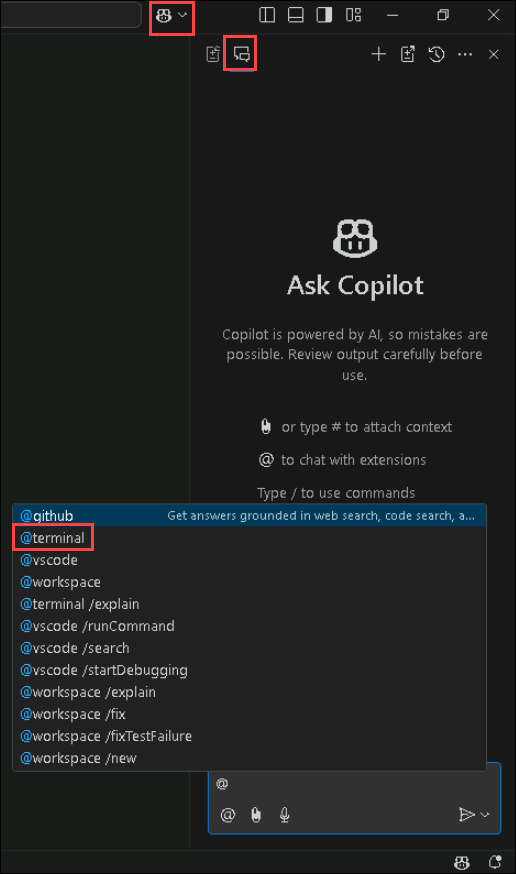 Ask Copilot
Copilot is powered by AI, so mistakes are
possible. Review output carefully before
use.
or type # to attach context
@ to chat with extensions
Type / to use commands
@github Get answers grounded in web search, code search, a...
@terminal
@vscode
@workspace
@terminal /explain
@vscode /runCommand
@vscode /search
@vscode /startDebugging
@workspace /explain
@workspace /fix
@workspace /fixTestFailure
@workspace /new
@
@